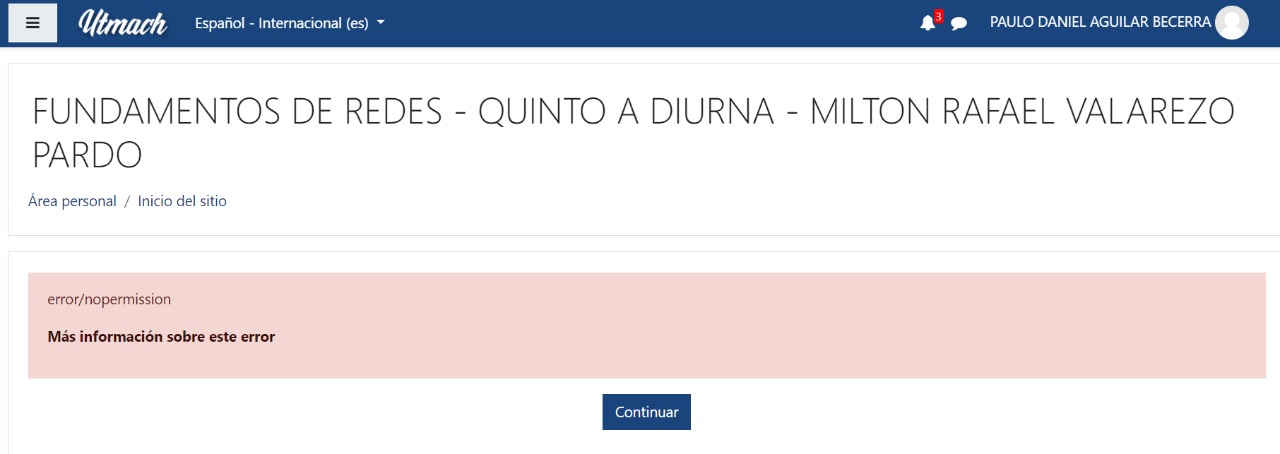 Utmach Español - Internacional (es) 3 PAULO DANIEL AGUILAR BECERRA
FUNDAMENTOS DE REDES - QUINTO A DIURNA - MILTON RAFAEL VALAREZO
PARDO
Área personal / Inicio del sitio
error/nopermission
Más información sobre este error
Continuar